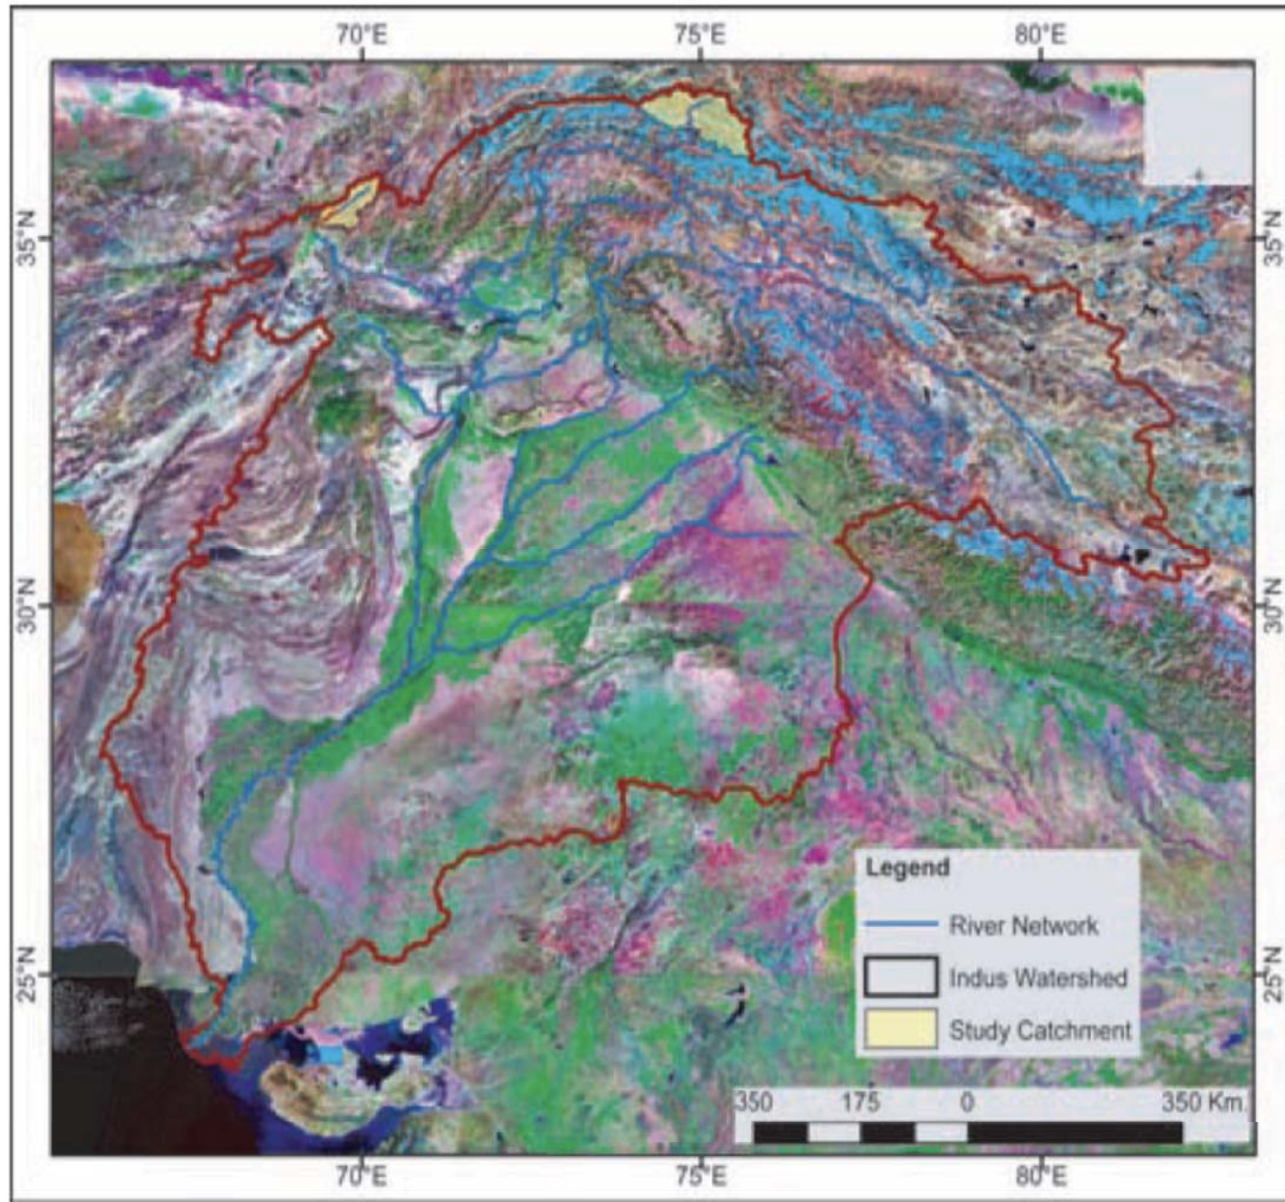 70°E 75°E 80°E
35°N 35°N
30°N 30°N
25°N 25°N
Legend
River Network
Indus Watershed
Study Catchment
350 175 0 350 Km.
70°E 75°E 80°E